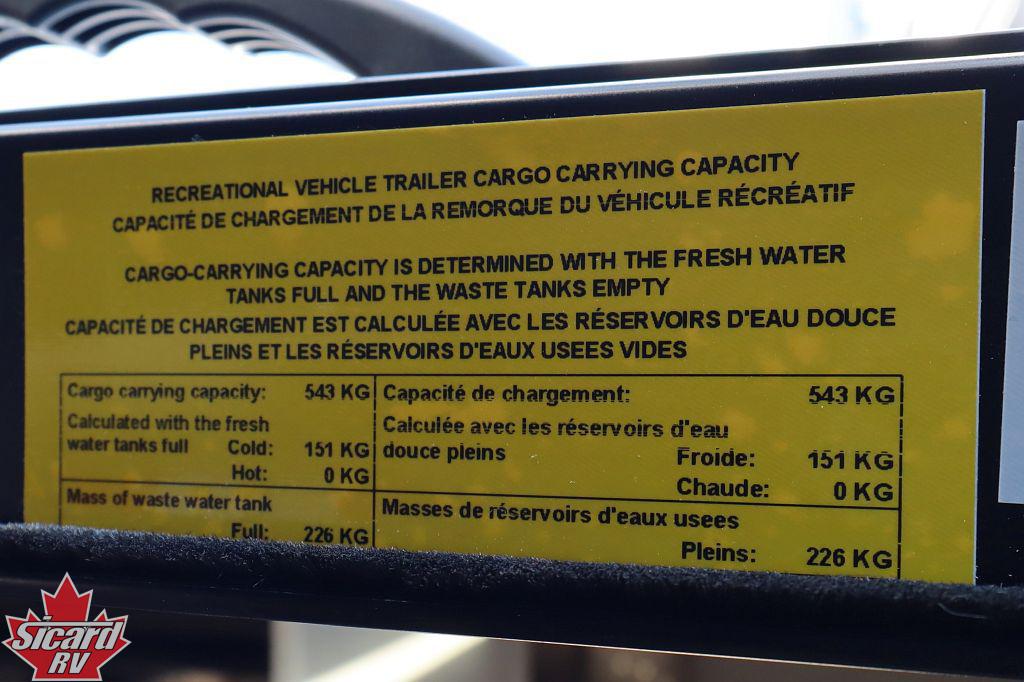 RECREATIONAL VEHICLE TRAILER CARGO CARRYING CAPACITY
CAPACITÉ DE CHARGEMENT DE LA REMORQUE DU VÉHICULE RÉCRÉATIF
CARGO-CARRYING CAPACITY IS DETERMINED WITH THE FRESH WATER
TANKS FULL AND THE WASTE TANKS EMPTY
CAPACITÉ DE CHARGEMENT EST CALCULÉE AVEC LES RÉSERVOIRS D'EAU DOUCE
PLEINS ET LES RÉSERVOIRS D'EAUX USEES VIDES
Cargo carrying capacity: 543 KG
Calculated with the fresh
water tanks full Cold: 151 KG
Hot: 0 KG
Mass of waste water tank
Full: 226 KG
Capacité de chargement: 543 KG
Calculée avec les réservoirs d'eau
douce pleins Froide: 151 KG
Chaude: 0 KG
Masses de réservoirs d'eaux usees
Pleins: 226 KG
Sicard
RV